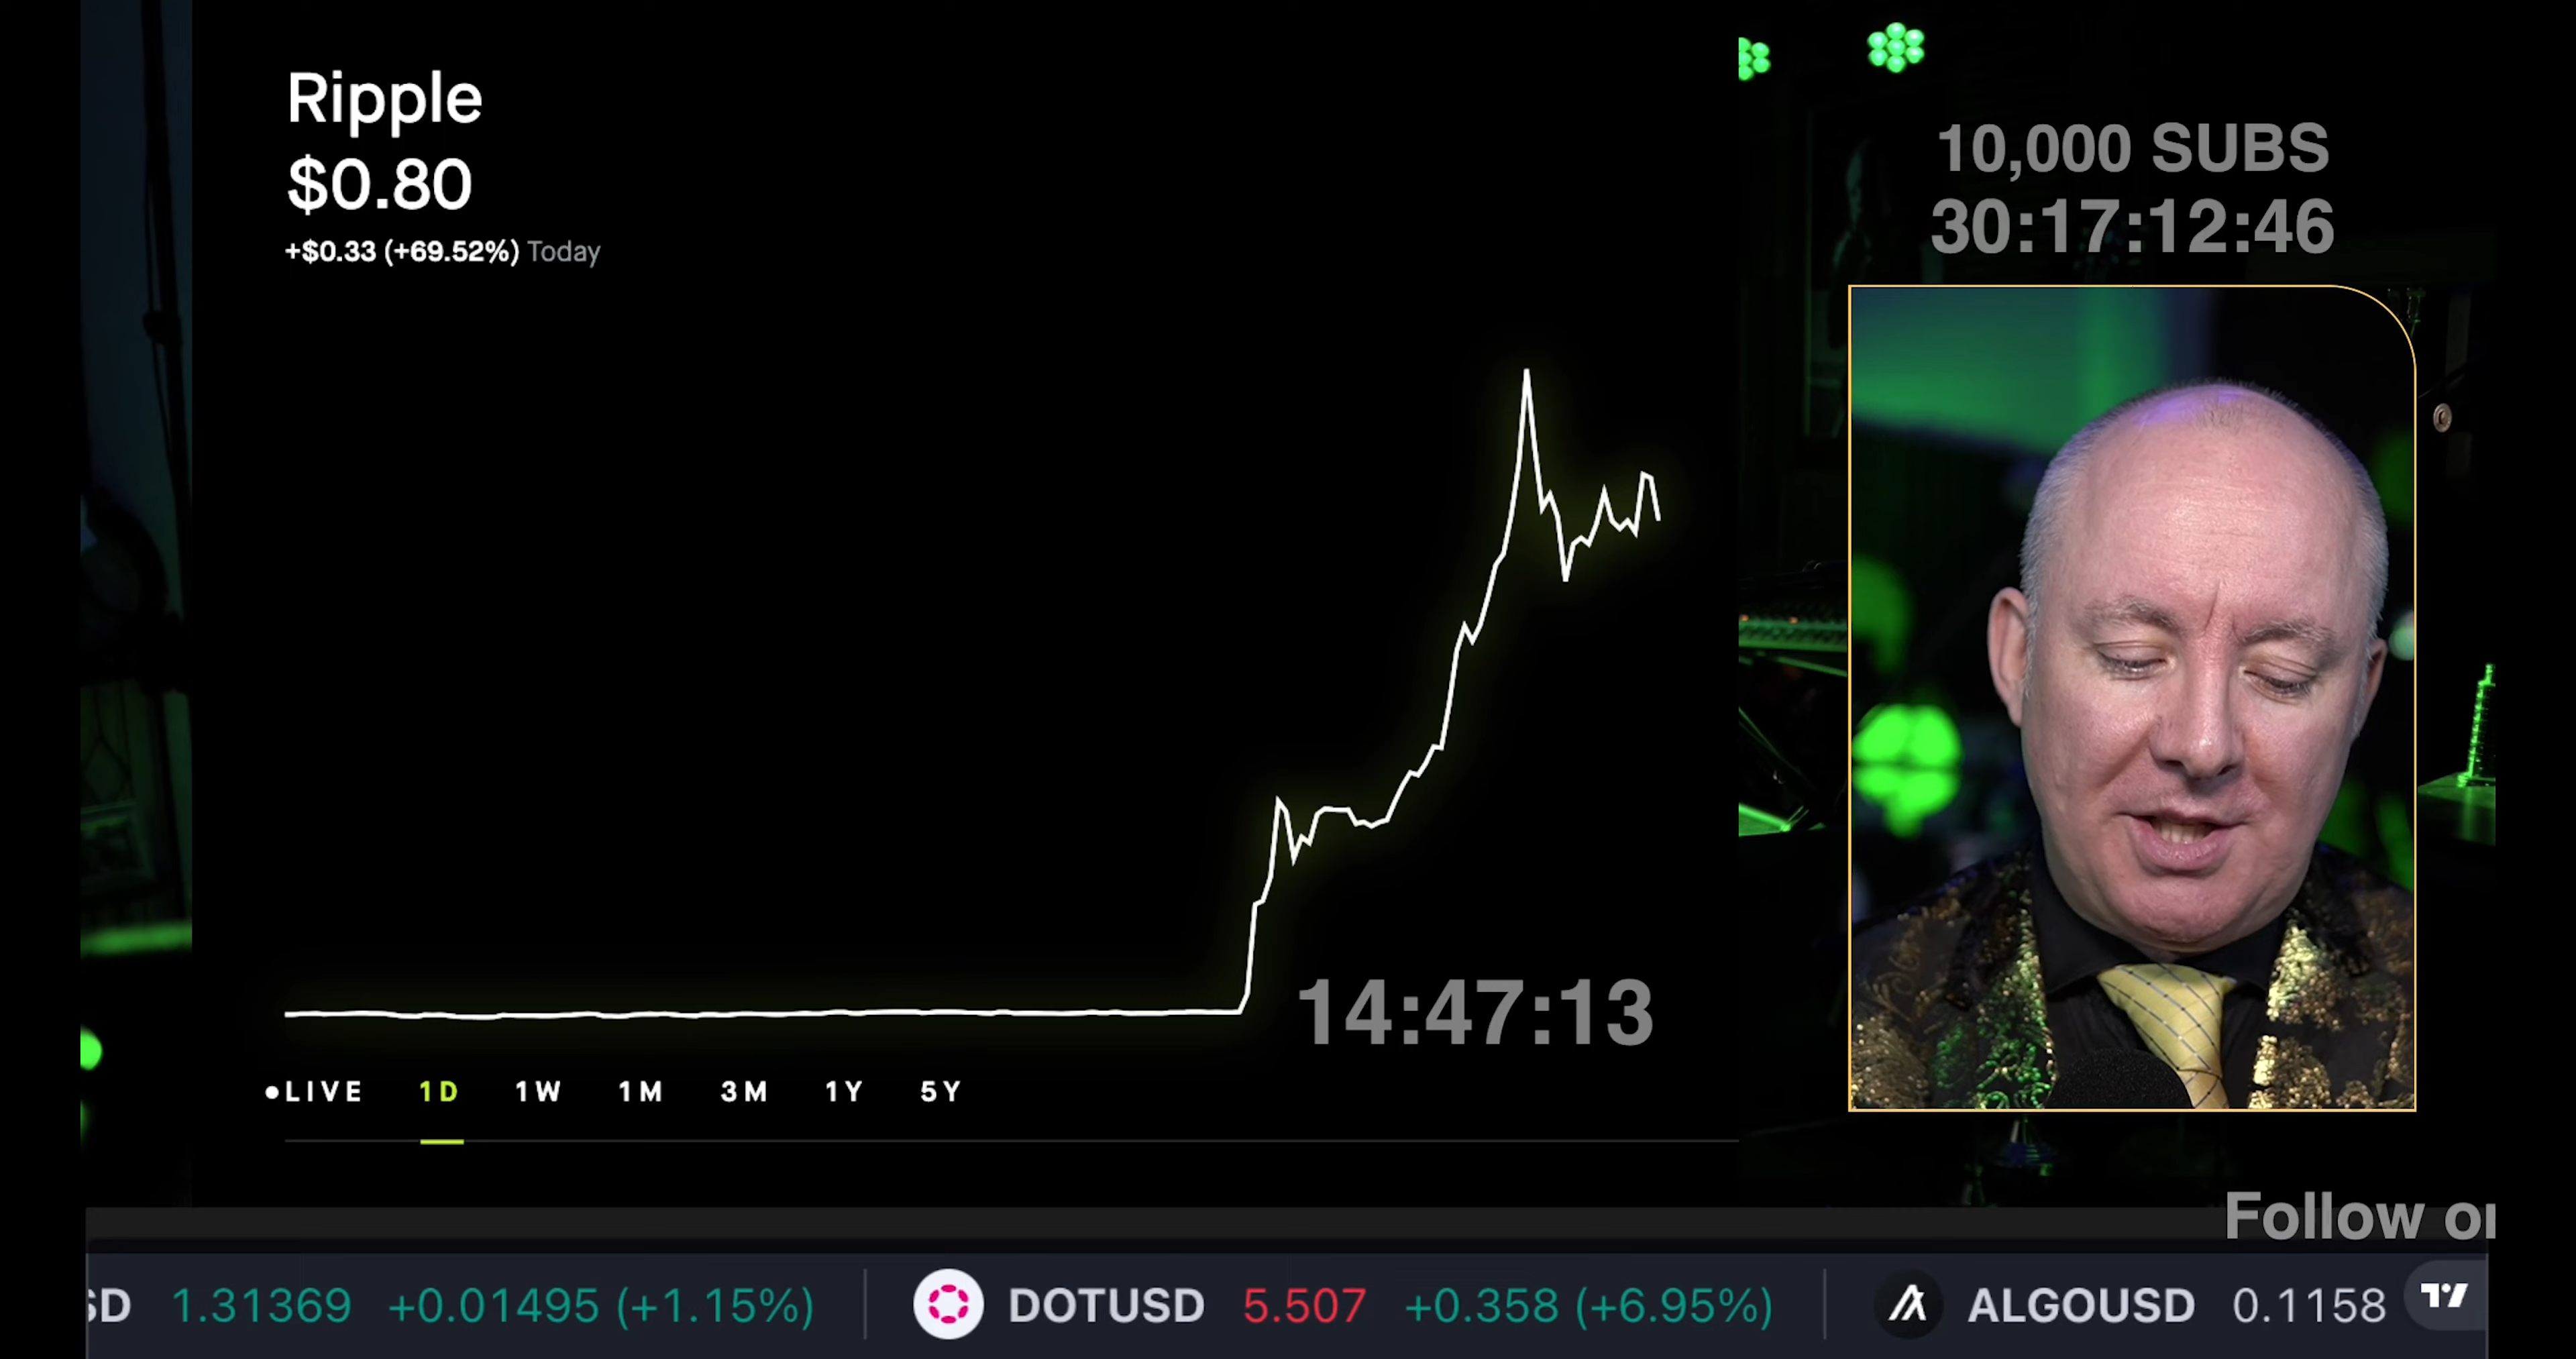 Ripple
$0.80
+$0.33 (+69.52%) Today
10,000 SUBS
30:17:12:46
14:47:13
LIVE 1D 1W 1M 3M 1Y 5Y
Follow
SD 1.31369 +0.01495 (+1.15%) DOTUSD 5.507 +0.358 (+6.95%) ALGOUSD 0.1158